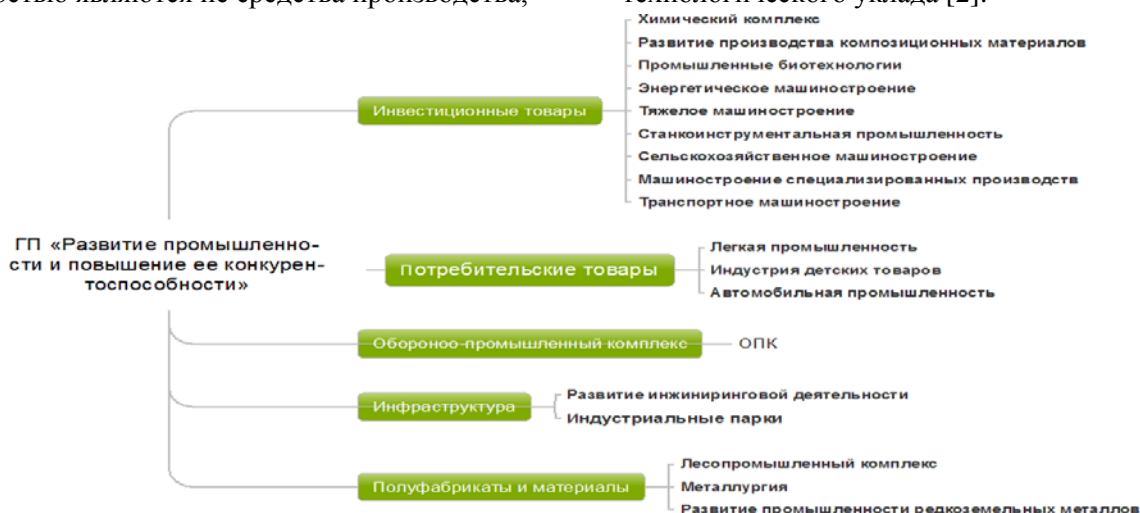 остью являются не средства производства,
технологического уклада [2].
Химический комплекс
Развитие производства композиционных материалов
Промышленные биотехнологии
Энергетическое машиностроение
Инвестиционные товары
Тяжелое машиностроение
Станкоинструментальная промышленность
Сельскохозяйственное машиностроение
Машиностроение специализированных производств
Транспортное машиностроение
ГП «Развитие промышленно-
сти и повышение ее конкурен-
тоспособности»
Потребительские товары
Легкая промышленность
Индустрия детских товаров
Автомобильная промышленность
Обороноо-промышленный комплекс
ОПК
Инфраструктура
Развитие инжиниринговой деятельности
Индустриальные парки
Полуфабрикаты и материалы
Лесопромышленный комплекс
Металлургия
Развитие промышленности редкоземельных металлов